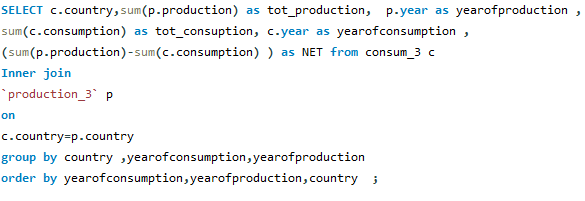 SELECT c.country,sum(p.production) as tot_production,  p.year as yearofproduction ,
sum(c.consumption) as tot_consuption, c.year as yearofconsumption ,
(sum(p.production)-sum(c.consumption) ) as NET from consum_3 c
Inner join
`production_3` p
on
c.country=p.country
group by country ,yearofconsumption,yearofproduction
order by yearofconsumption,yearofproduction,country  ;